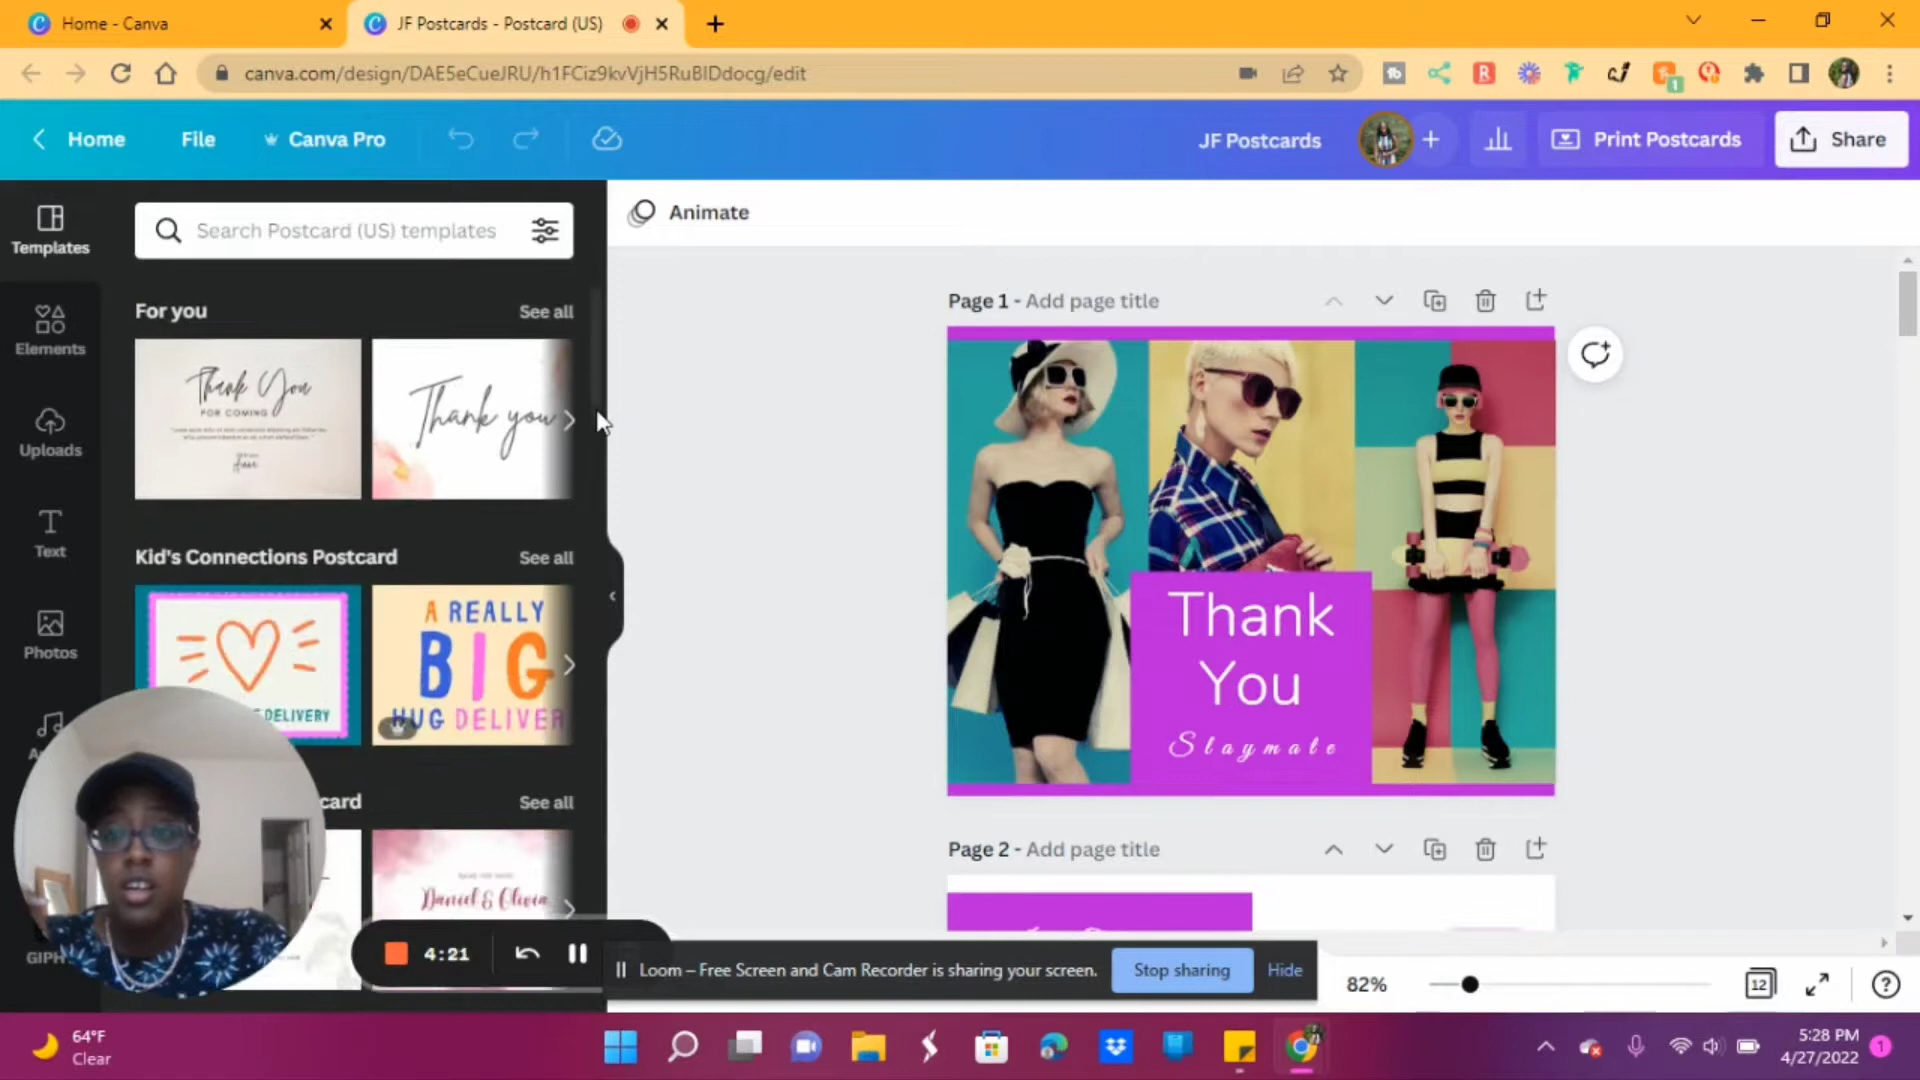 Home - Canva
JF Postcards - Postcard (US)
canva.com/design/DAE5eCueJRU/h1FCiz9kvVjH5RuBIDdocg/edit
Home
File
Canva Pro
JF Postcards
Print Postcards
Share
Templates
Elements
Uploads
Text
Photos
GIPH
Search Postcard (US) templates
For you
See all
Thank You
FOR COMING
Thank you
Kid's Connections Postcard
See all
DELIVERY
A REALLY
BIG
HUG DELIVER
card
See all
Daniel & Olivia
Animate
Page 1 - Add page title
Thank
You
Slaymate
Page 2 - Add page title
4:21
Loom – Free Screen and Cam Recorder is sharing your screen.
Stop sharing
Hide
82%
12
64°F
Clear
5:28 PM
4/27/2022
1